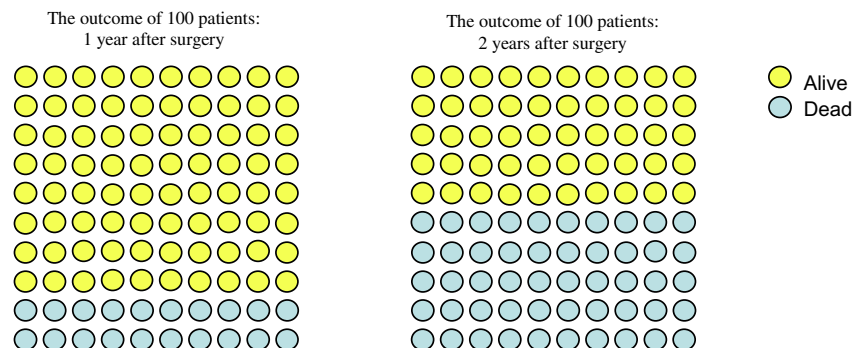 The outcome of 100 patients:
1 year after surgery
The outcome of 100 patients:
2 years after surgery
Alive
Dead